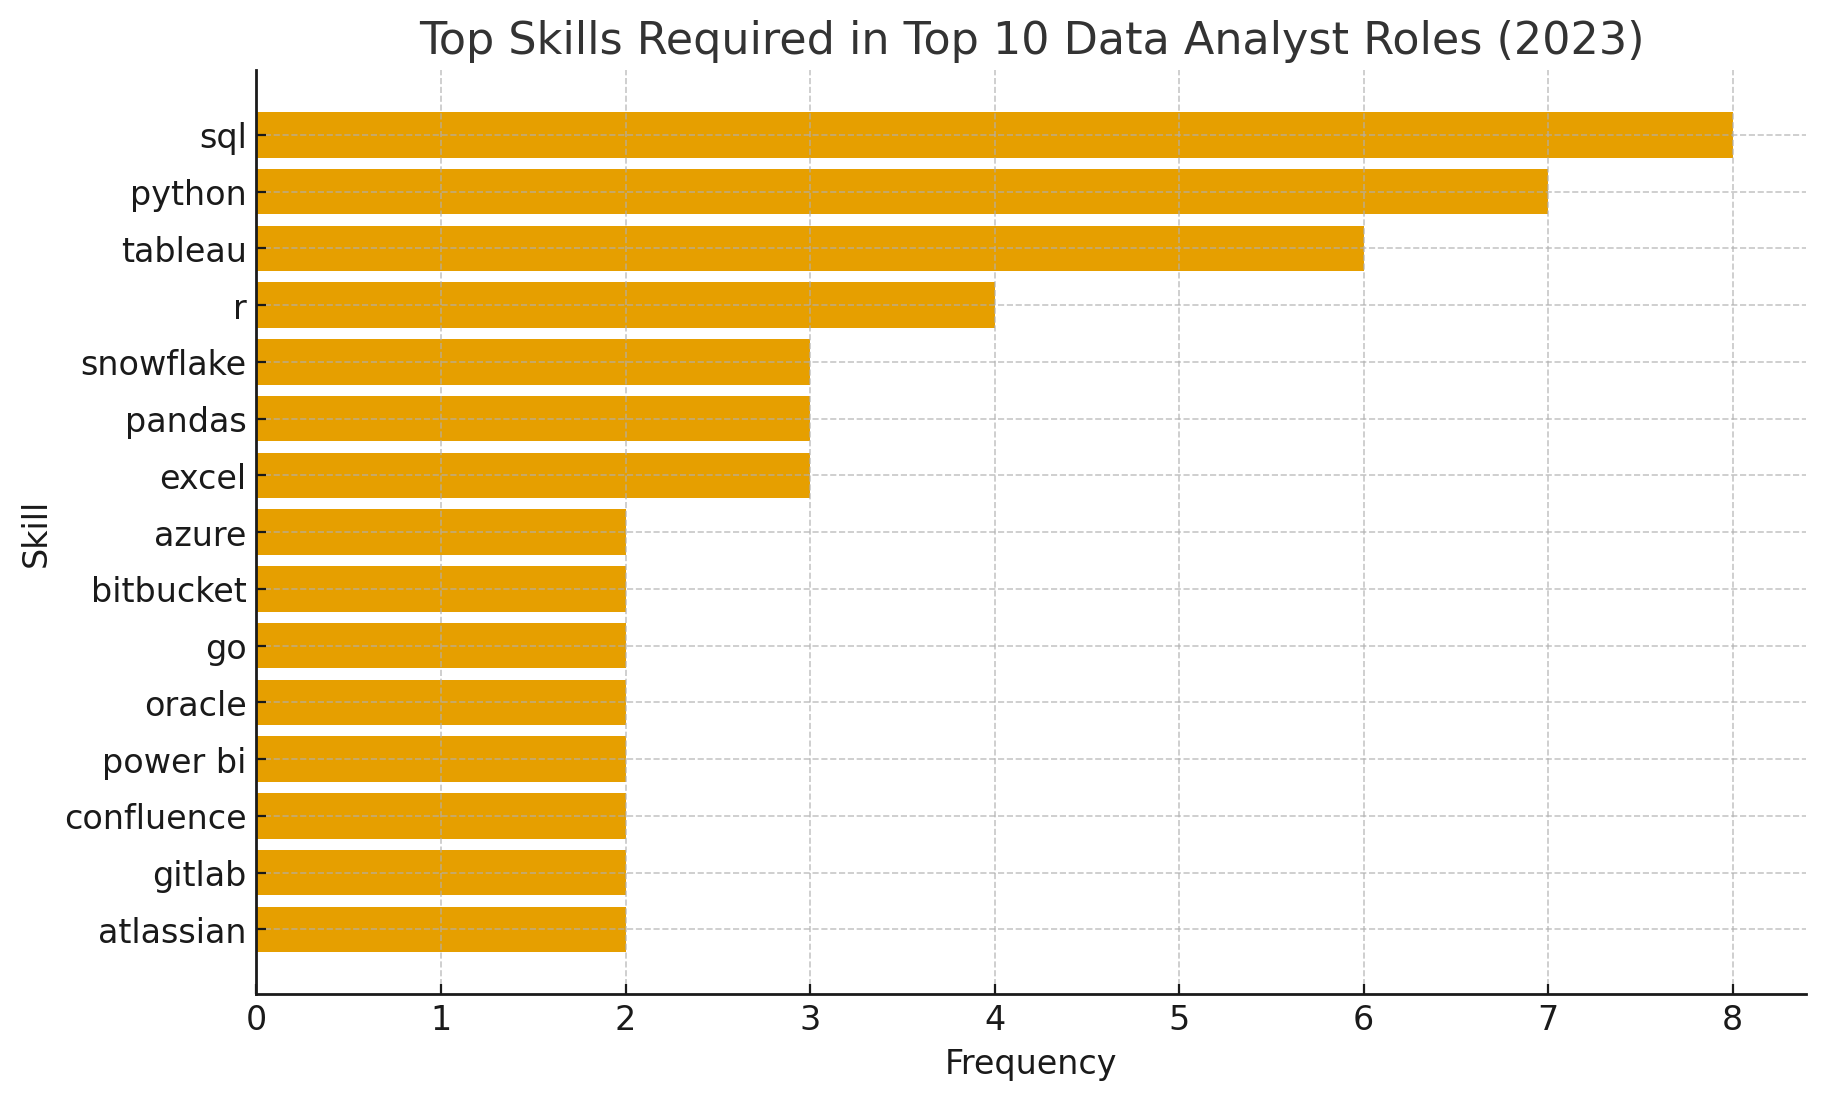 Top Skills Required in Top 10 Data Analyst Roles (2023)
sql
python
tableau
r
snowflake
pandas
excel
azure
bitbucket
go
oracle
power bi
confluence
gitlab
atlassian
Skill
0 1 2 3 4 5 6 7 8
Frequency